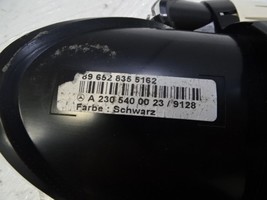 69 652 835 5162
A 230 540 00 23 / 9128
Farbe : Schwarz